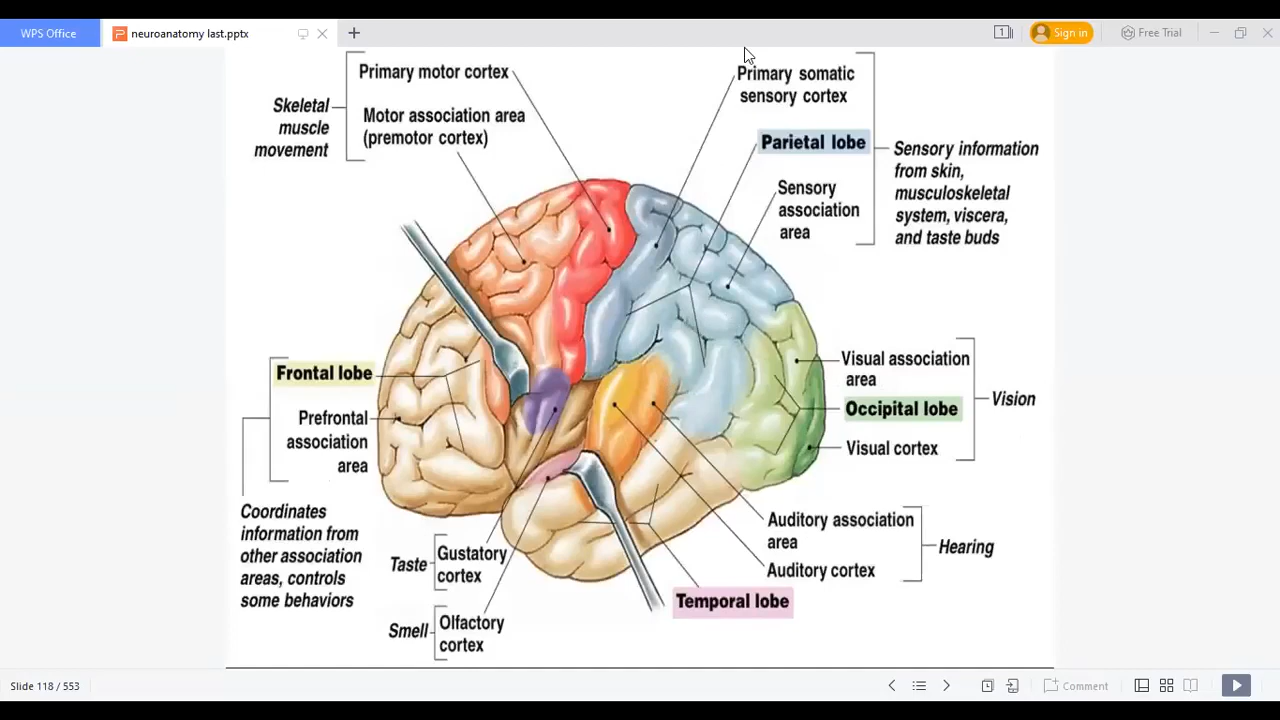 WPS Office
neuroanatomy last.pptx
1
Sign in
Free Trial
Primary motor cortex
Skeletal
muscle
movement
Motor association area
(premotor cortex)
Primary somatic
sensory cortex
Parietal lobe
Sensory
association
area
Sensory information
from skin,
musculoskeletal
system, viscera,
and taste buds
Frontal lobe
Prefrontal
association
area
Coordinates
information from
other association
areas, controls
some behaviors
Visual association
area
Occipital lobe
Visual cortex
Vision
Taste
Gustatory
cortex
Smell
Olfactory
cortex
Auditory association
area
Auditory cortex
Hearing
Temporal lobe
Slide 118 / 553
Comment